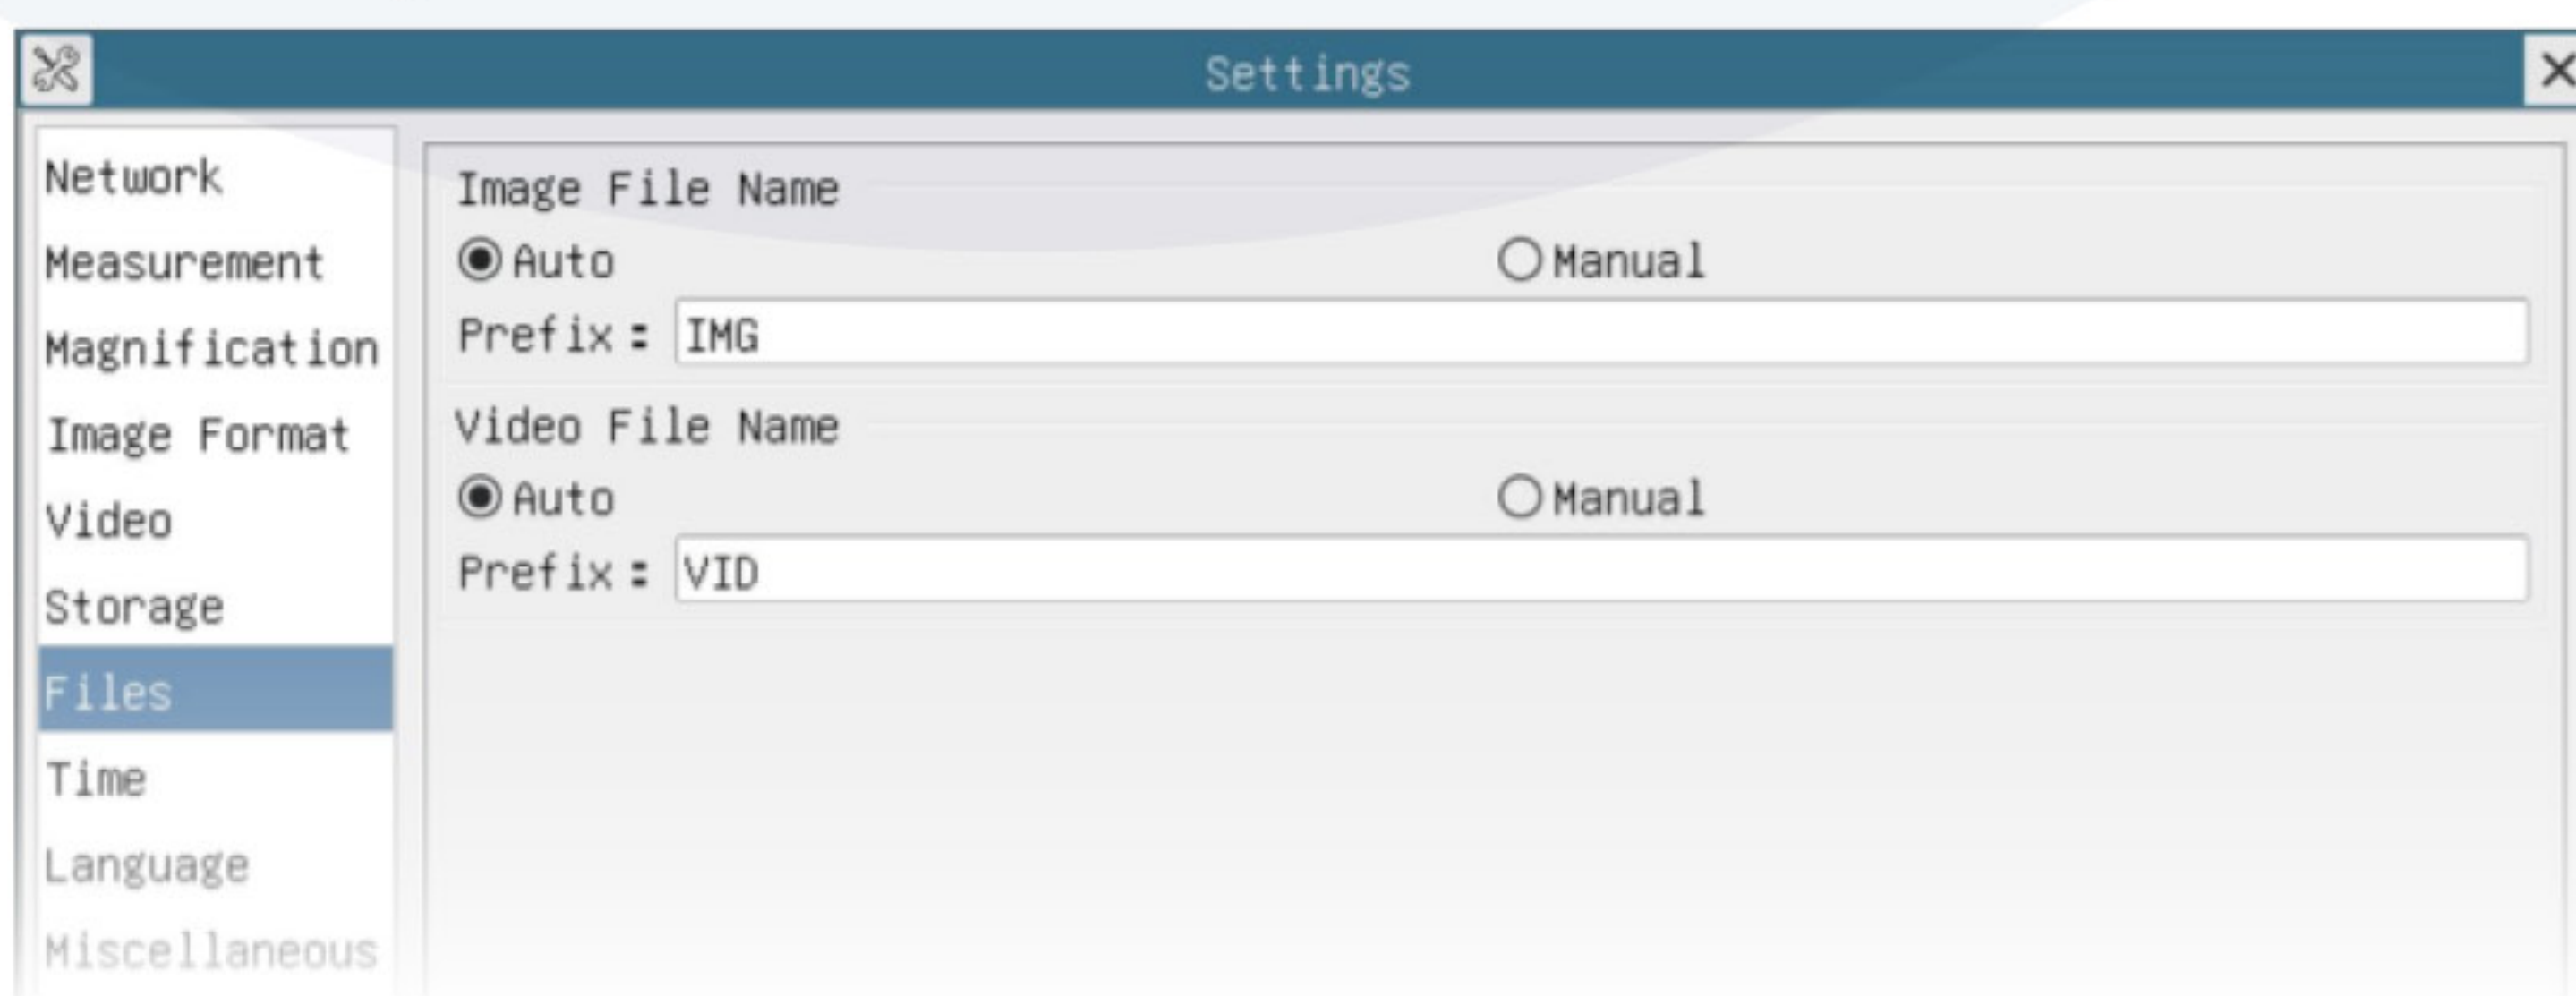 Settings
Network
Measurement
Magnification
Image Format
Video
Storage
Files
Time
Language
Miscellaneous
Image File Name
Auto
Manual
Prefix:
IMG
Video File Name
Auto
Manual
Prefix:
VID